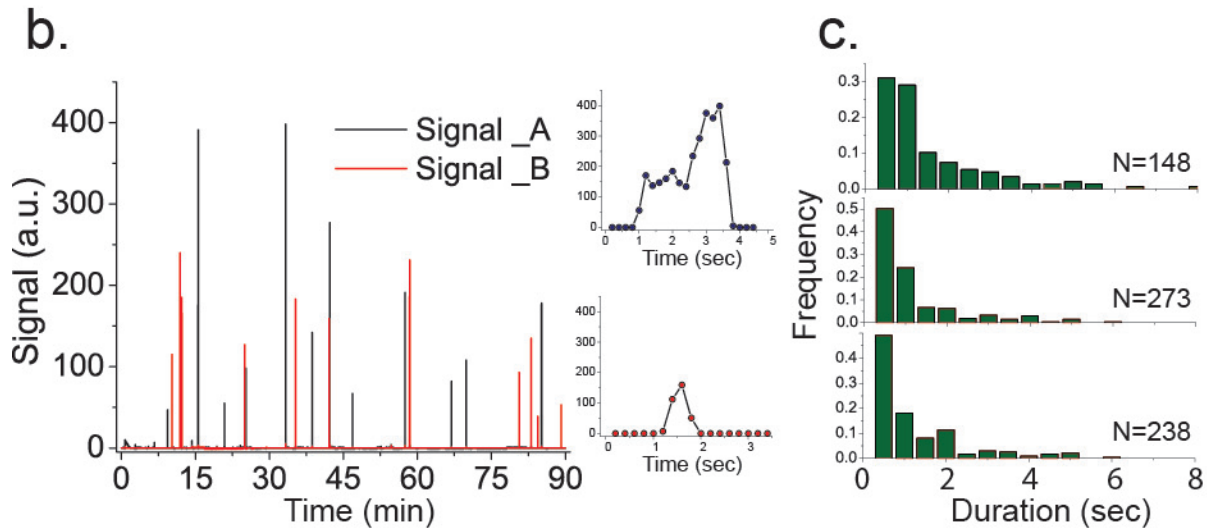 b.
Signal (a.u.)
400
300
200
100
0
0 15 30 45 60 75 90
Time (min)
Signal _A
Signal _B
400
300
200
100
0
0 1 2 3 4 5
Time (sec)
400
300
200
100
0
0 1 2 3
Time (sec)
c.
Frequency
0.3
0.2
0.1
0.0
N=148
0.5
0.4
0.3
0.2
0.1
0.0
N=273
0.4
0.3
0.2
0.1
0.0
N=238
0 2 4 6 8
Duration (sec)